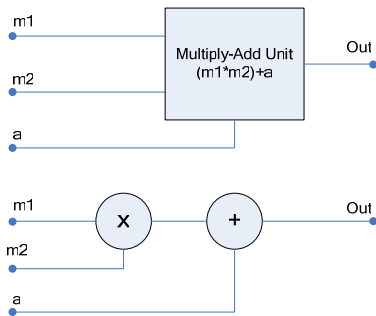 m1
m2
a
Multiply-Add Unit
(m1*m2)+a
Out
m1
m2
a
x
+
Out